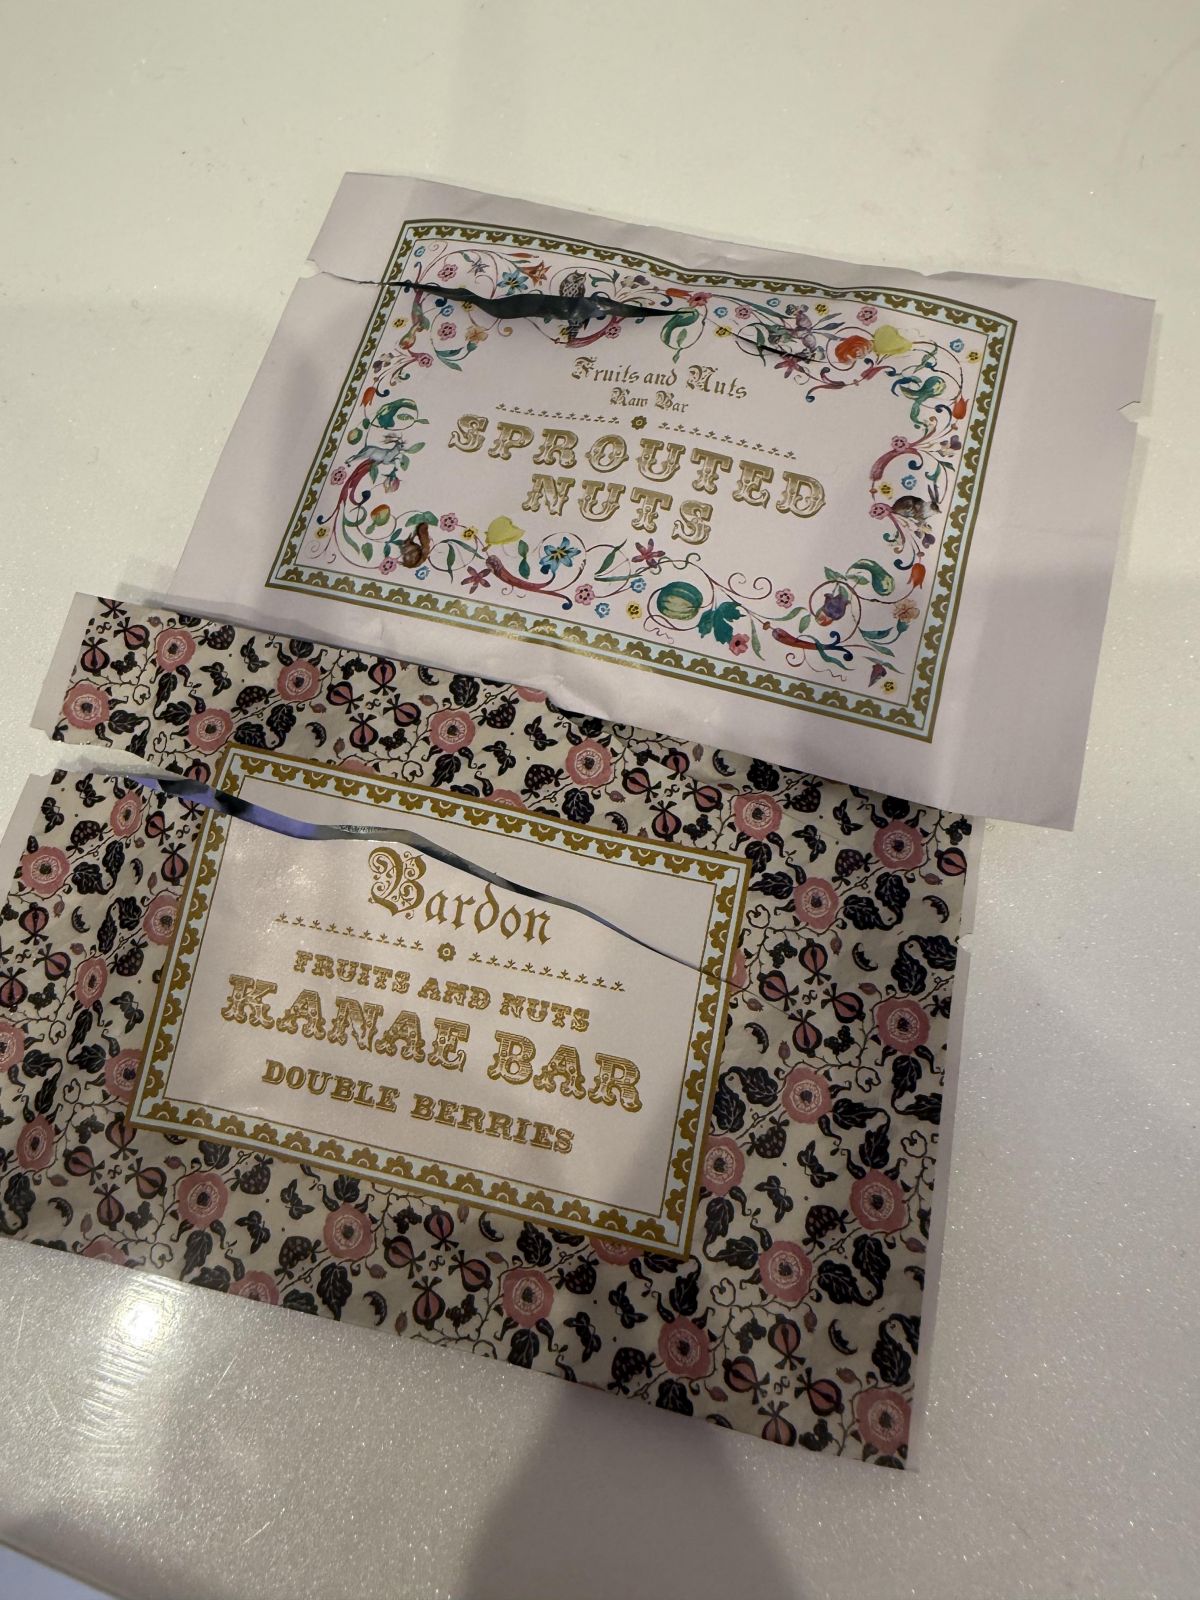 Fruits and Nuts
Raw Bar
SPROUTED
NUTS
Bardon
FRUITS AND NUTS
KANAE BAR
DOUBLE BERRIES